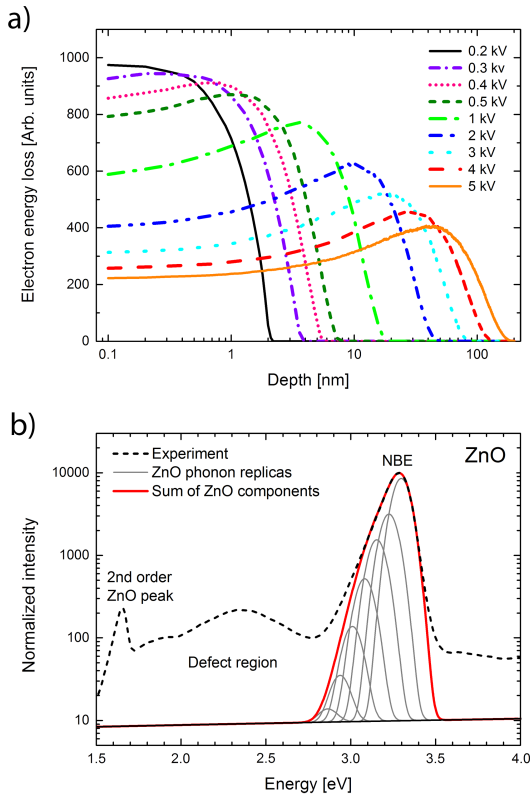 a)
Electron energy loss [Arb. units]
1000
800
600
400
200
0
0.2 kV
0.3 kv
0.4 kV
0.5 kV
1 kV
2 kV
3 kV
4 kV
5 kV
0.1 1 10 100
Depth [nm]
b)
Normalized intensity
10000
1000
100
10
Experiment
ZnO phonon replicas
Sum of ZnO components
NBE
ZnO
2nd order
ZnO peak
Defect region
1.5 2.0 2.5 3.0 3.5 4.0
Energy [eV]